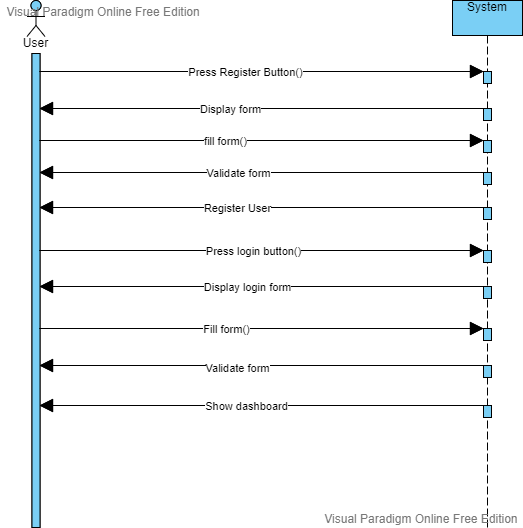 Visual Paradigm Online Free Edition
System
User
Press Register Button()
Display form
fill form()
Validate form
Register User
Press login button()
Display login form
Fill form()
Validate form
Show dashboard
Visual Paradigm Online Free Edition